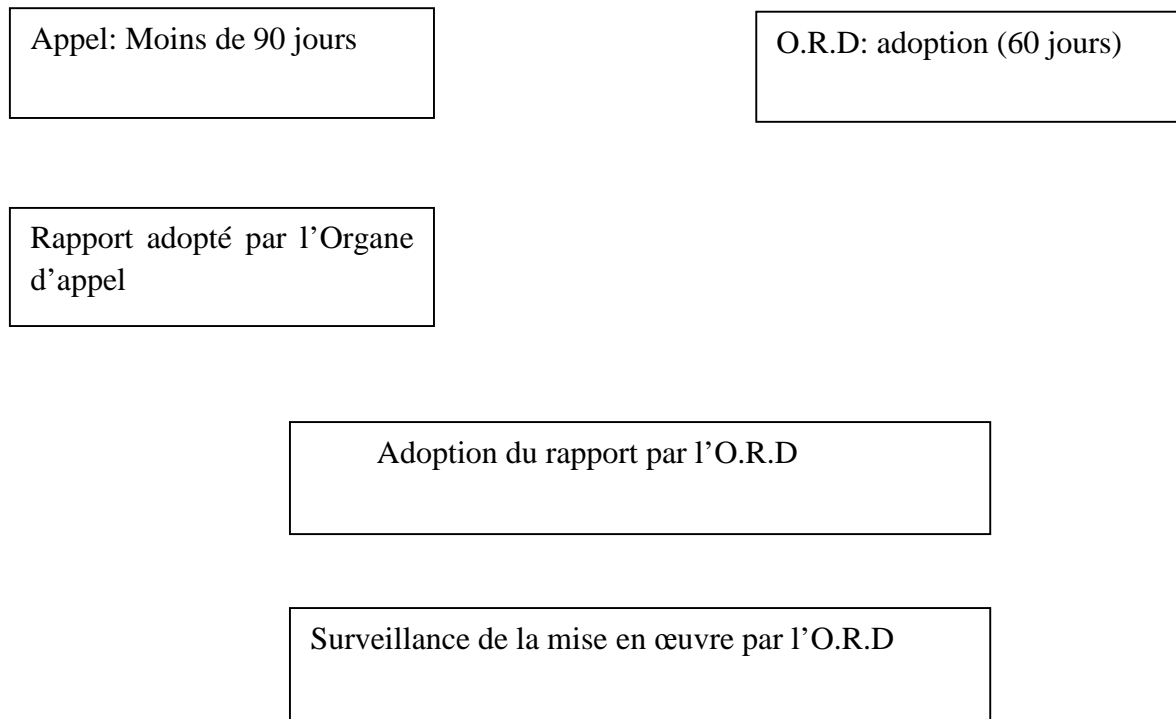 Appel: Moins de 90 jours
O.R.D: adoption (60 jours)
Rapport adopté par l’Organe
d’appel
Adoption du rapport par l’O.R.D
Surveillance de la mise en œuvre par l’O.R.D